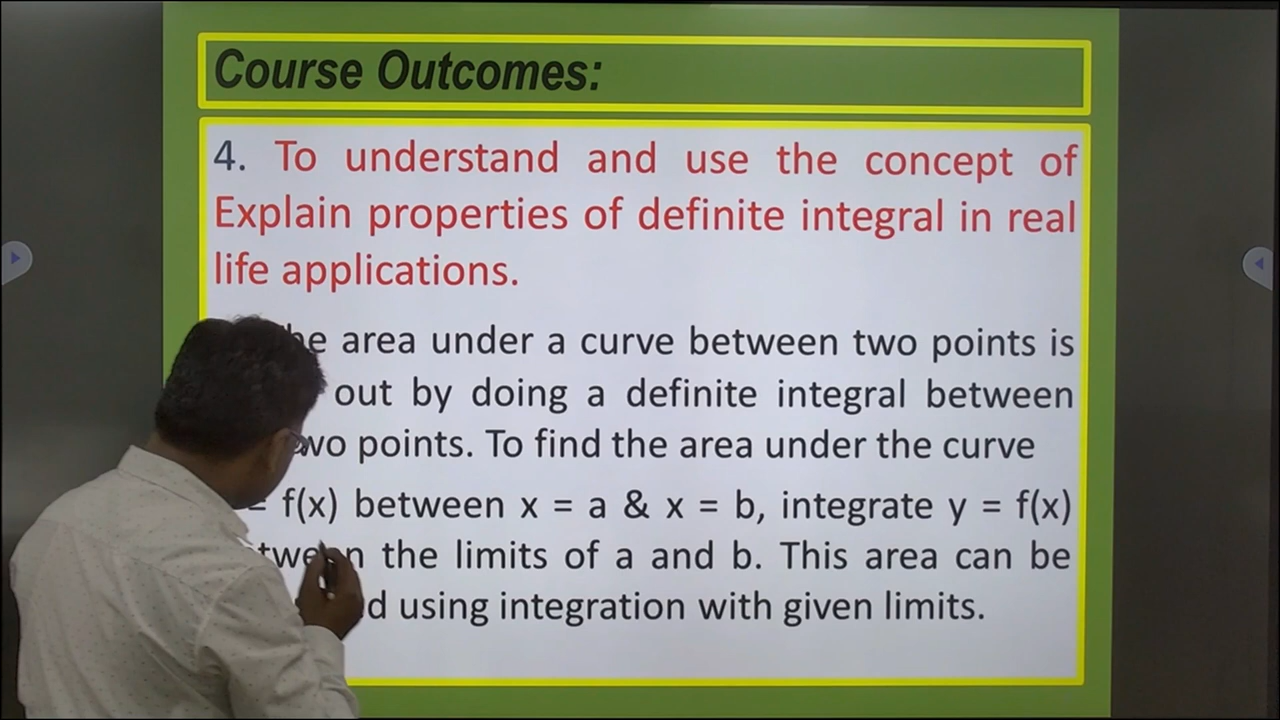 Course Outcomes:
4. To understand and use the concept of
Explain properties of definite integral in real
life applications.
area under a curve between two points is
out by doing a definite integral between
points. To find the area under the curve
= f(x) between x = a & x = b, integrate y = f(x)
the limits of a and b. This area can be
using integration with given limits.